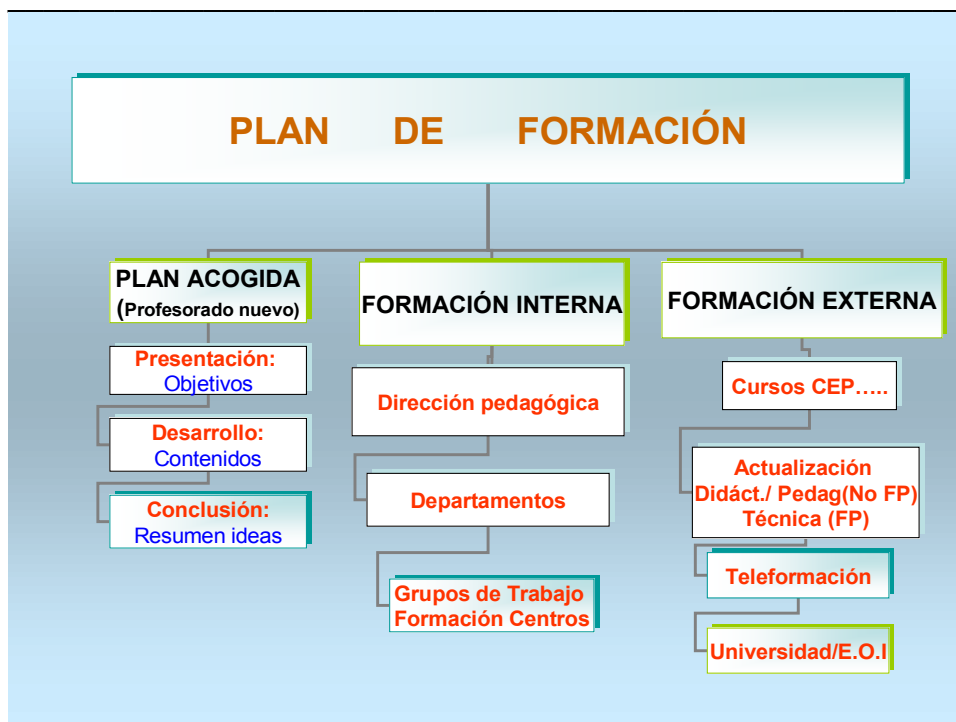 PLAN DE FORMACIÓN
PLAN ACOGIDA
(Profesorado nuevo)
Presentación:
Objetivos
Desarrollo:
Contenidos
Conclusión:
Resumen ideas
FORMACIÓN INTERNA
Dirección pedagógica
Departamentos
Grupos de Trabajo
Formación Centros
FORMACIÓN EXTERNA
Cursos CEP…..
Actualización
Didáct./ Pedag(No FP)
Técnica (FP)
Teleformación
Universidad/E.O.I